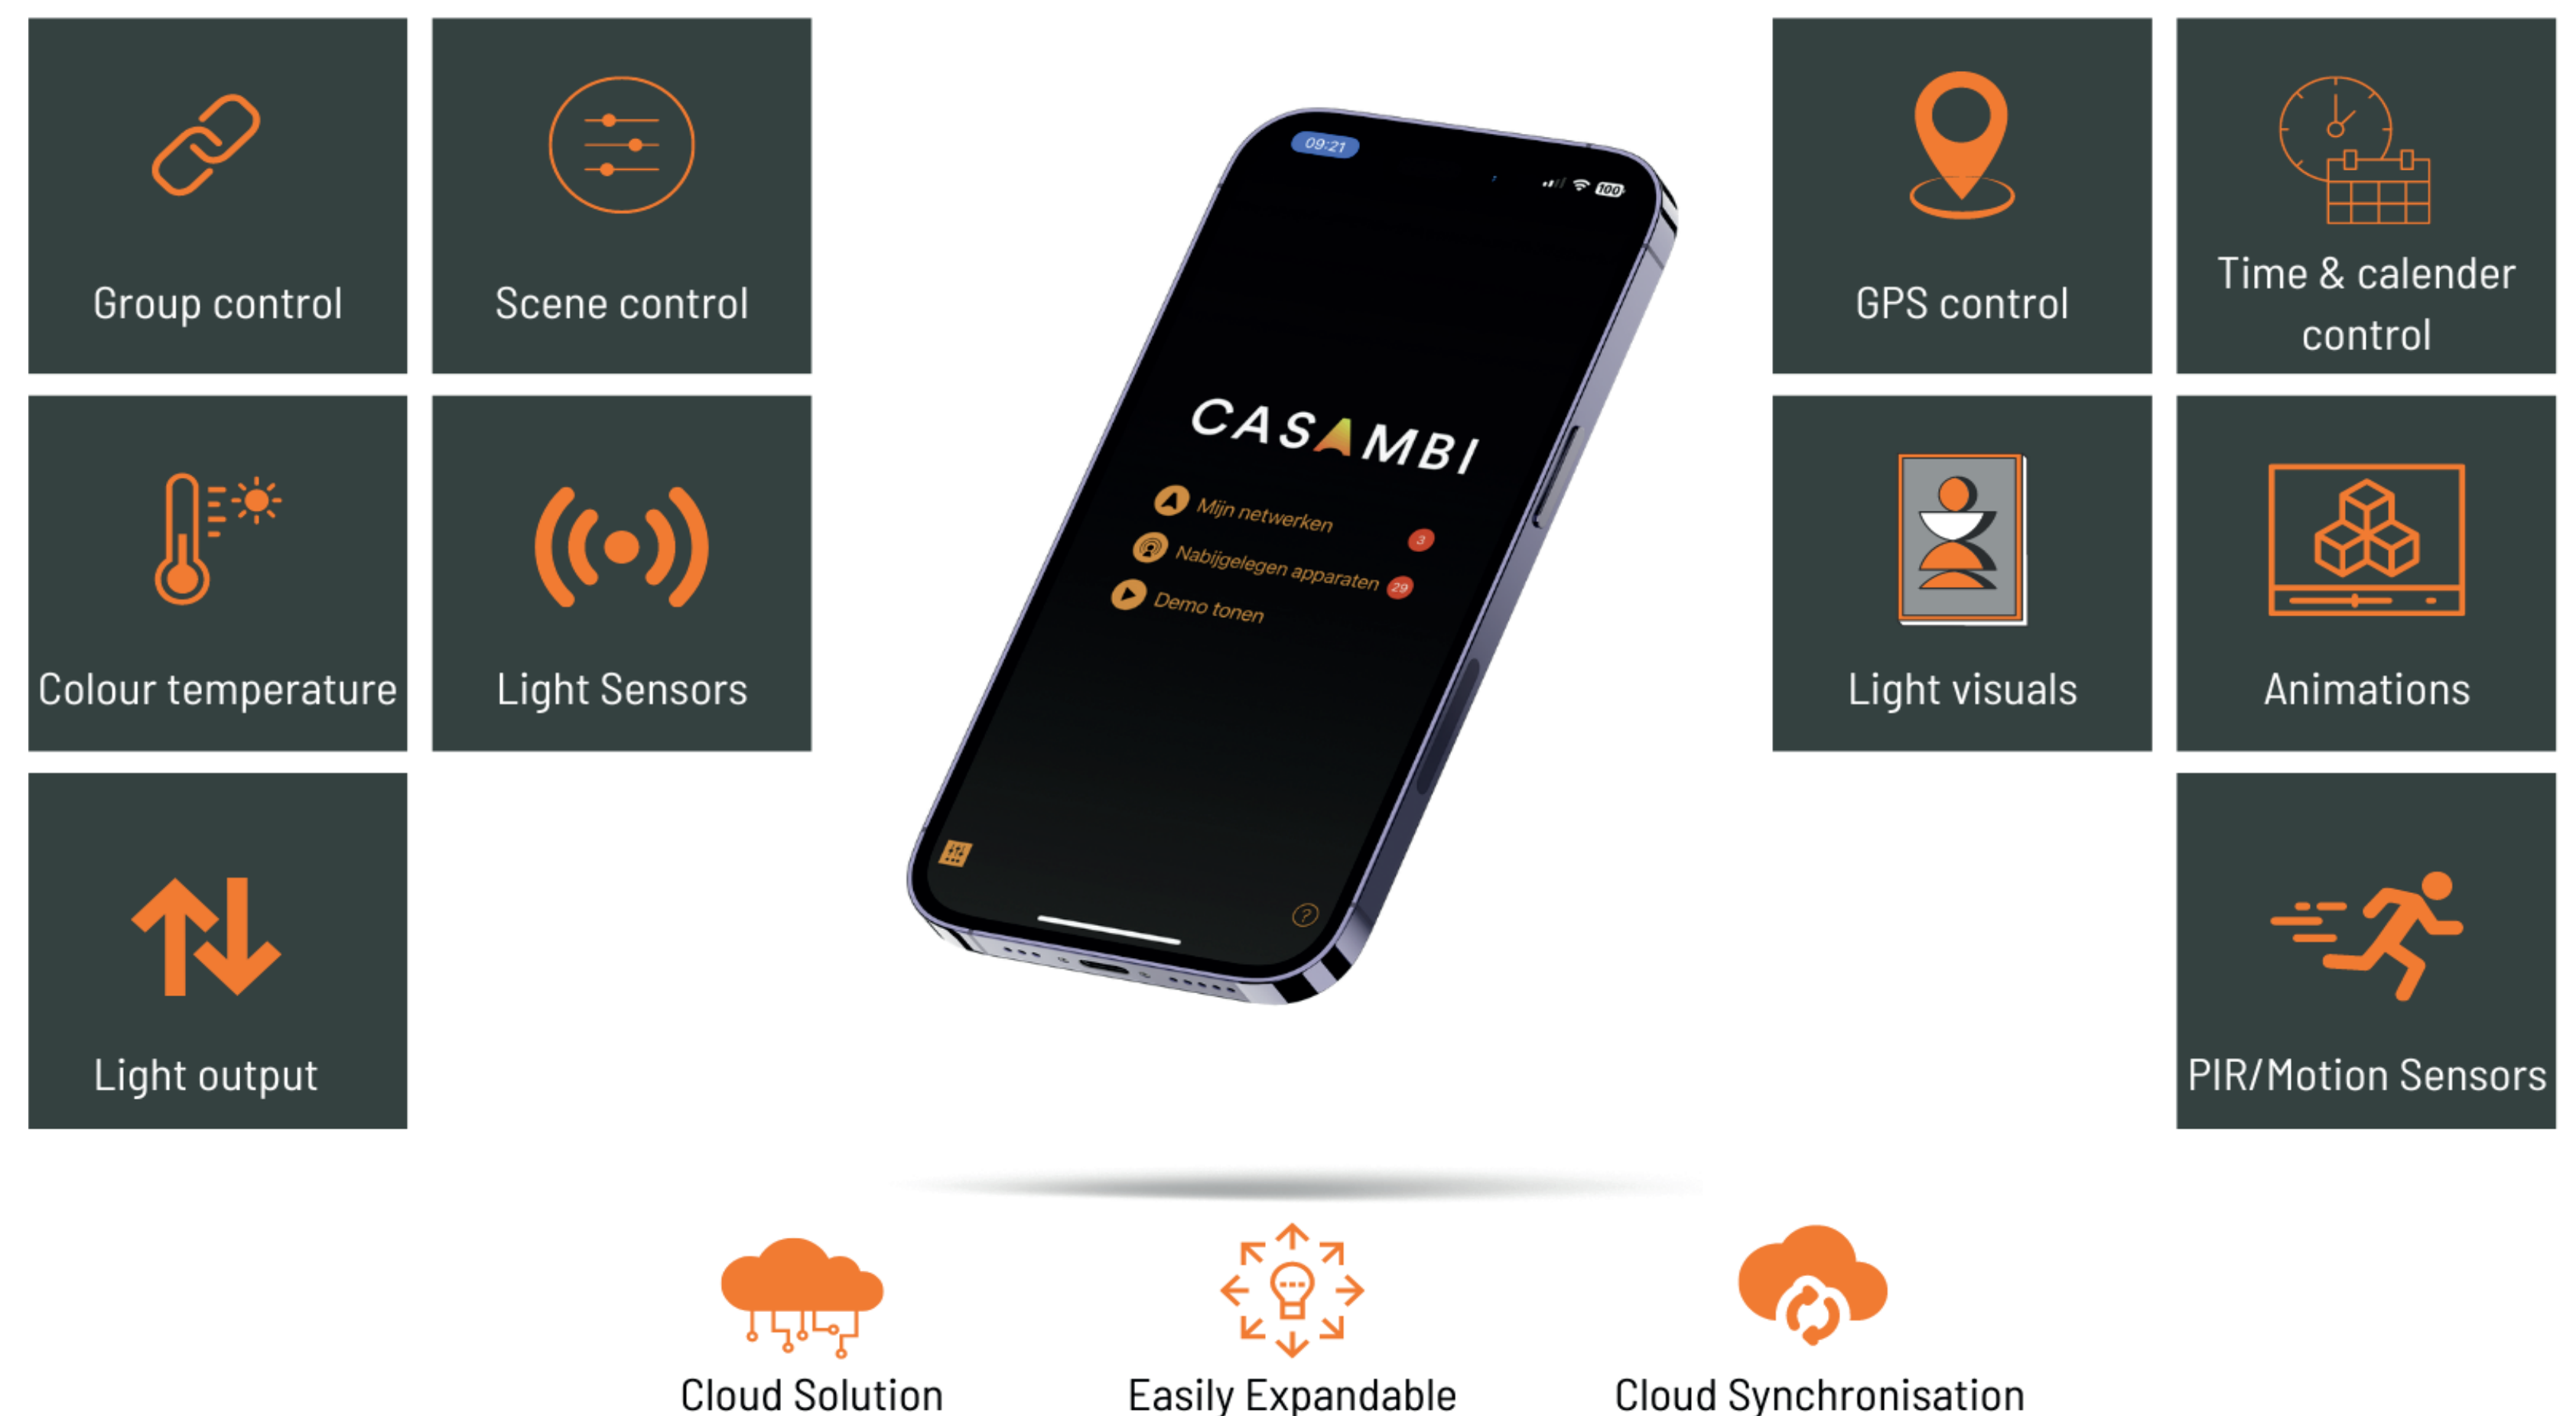 Group control
Scene control
Colour temperature
Light Sensors
Light output
09:21
100
CASAMBI
Mijn netwerken
3
Nabijgelegen apparaten
29
Demo tonen
?
GPS control
Time & calender
control
Light visuals
Animations
PIR/Motion Sensors
Cloud Solution
Easily Expandable
Cloud Synchronisation